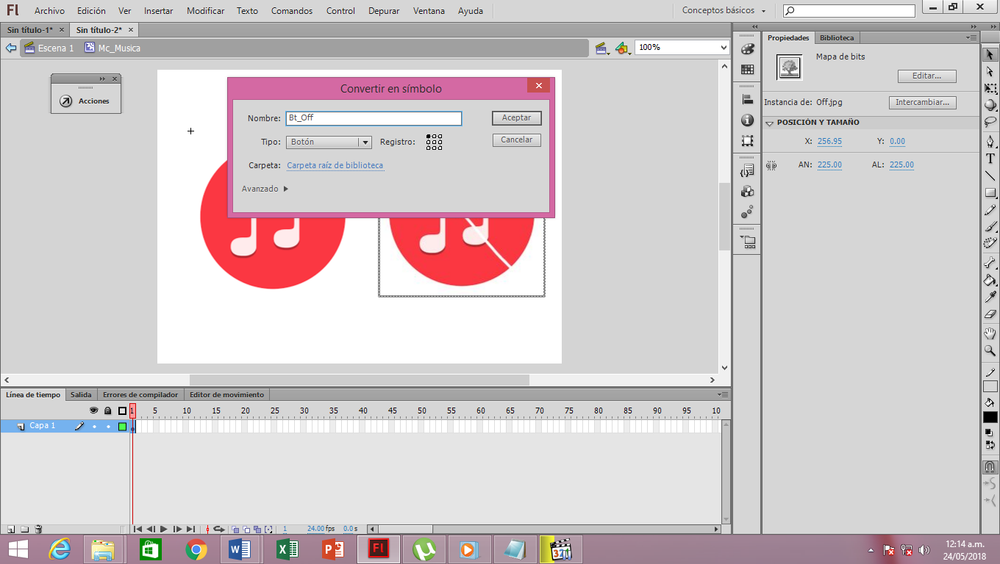 Fl Archivo Edición Ver Insertar Modificar Texto Comandos Control Depurar Ventana Ayuda Conceptos básicos
Sin título-1* × Sin título-2* ×
Escena 1 Mc_Musica 100%
Propiedades Biblioteca
Mapa de bits
Editar...
Instancia de: Off.jpg Intercambiar...
POSICIÓN Y TAMAÑO
X: 256.95 Y: 0.00
AN: 225.00 AL: 225.00
Acciones
Convertir en símbolo
Nombre: Bt_Off Aceptar
Tipo: Botón Registro: Cancelar
Carpeta: Carpeta raíz de biblioteca
Avanzado
Línea de tiempo Salida Errores de compilador Editor de movimiento
1 5 10 15 20 25 30 35 40 45 50 55 60 65 70 75 80 85 90 95 10
Capa 1
1 24.00 fps 0.0 s
Fl
321
12:14 a.m.
24/05/2018